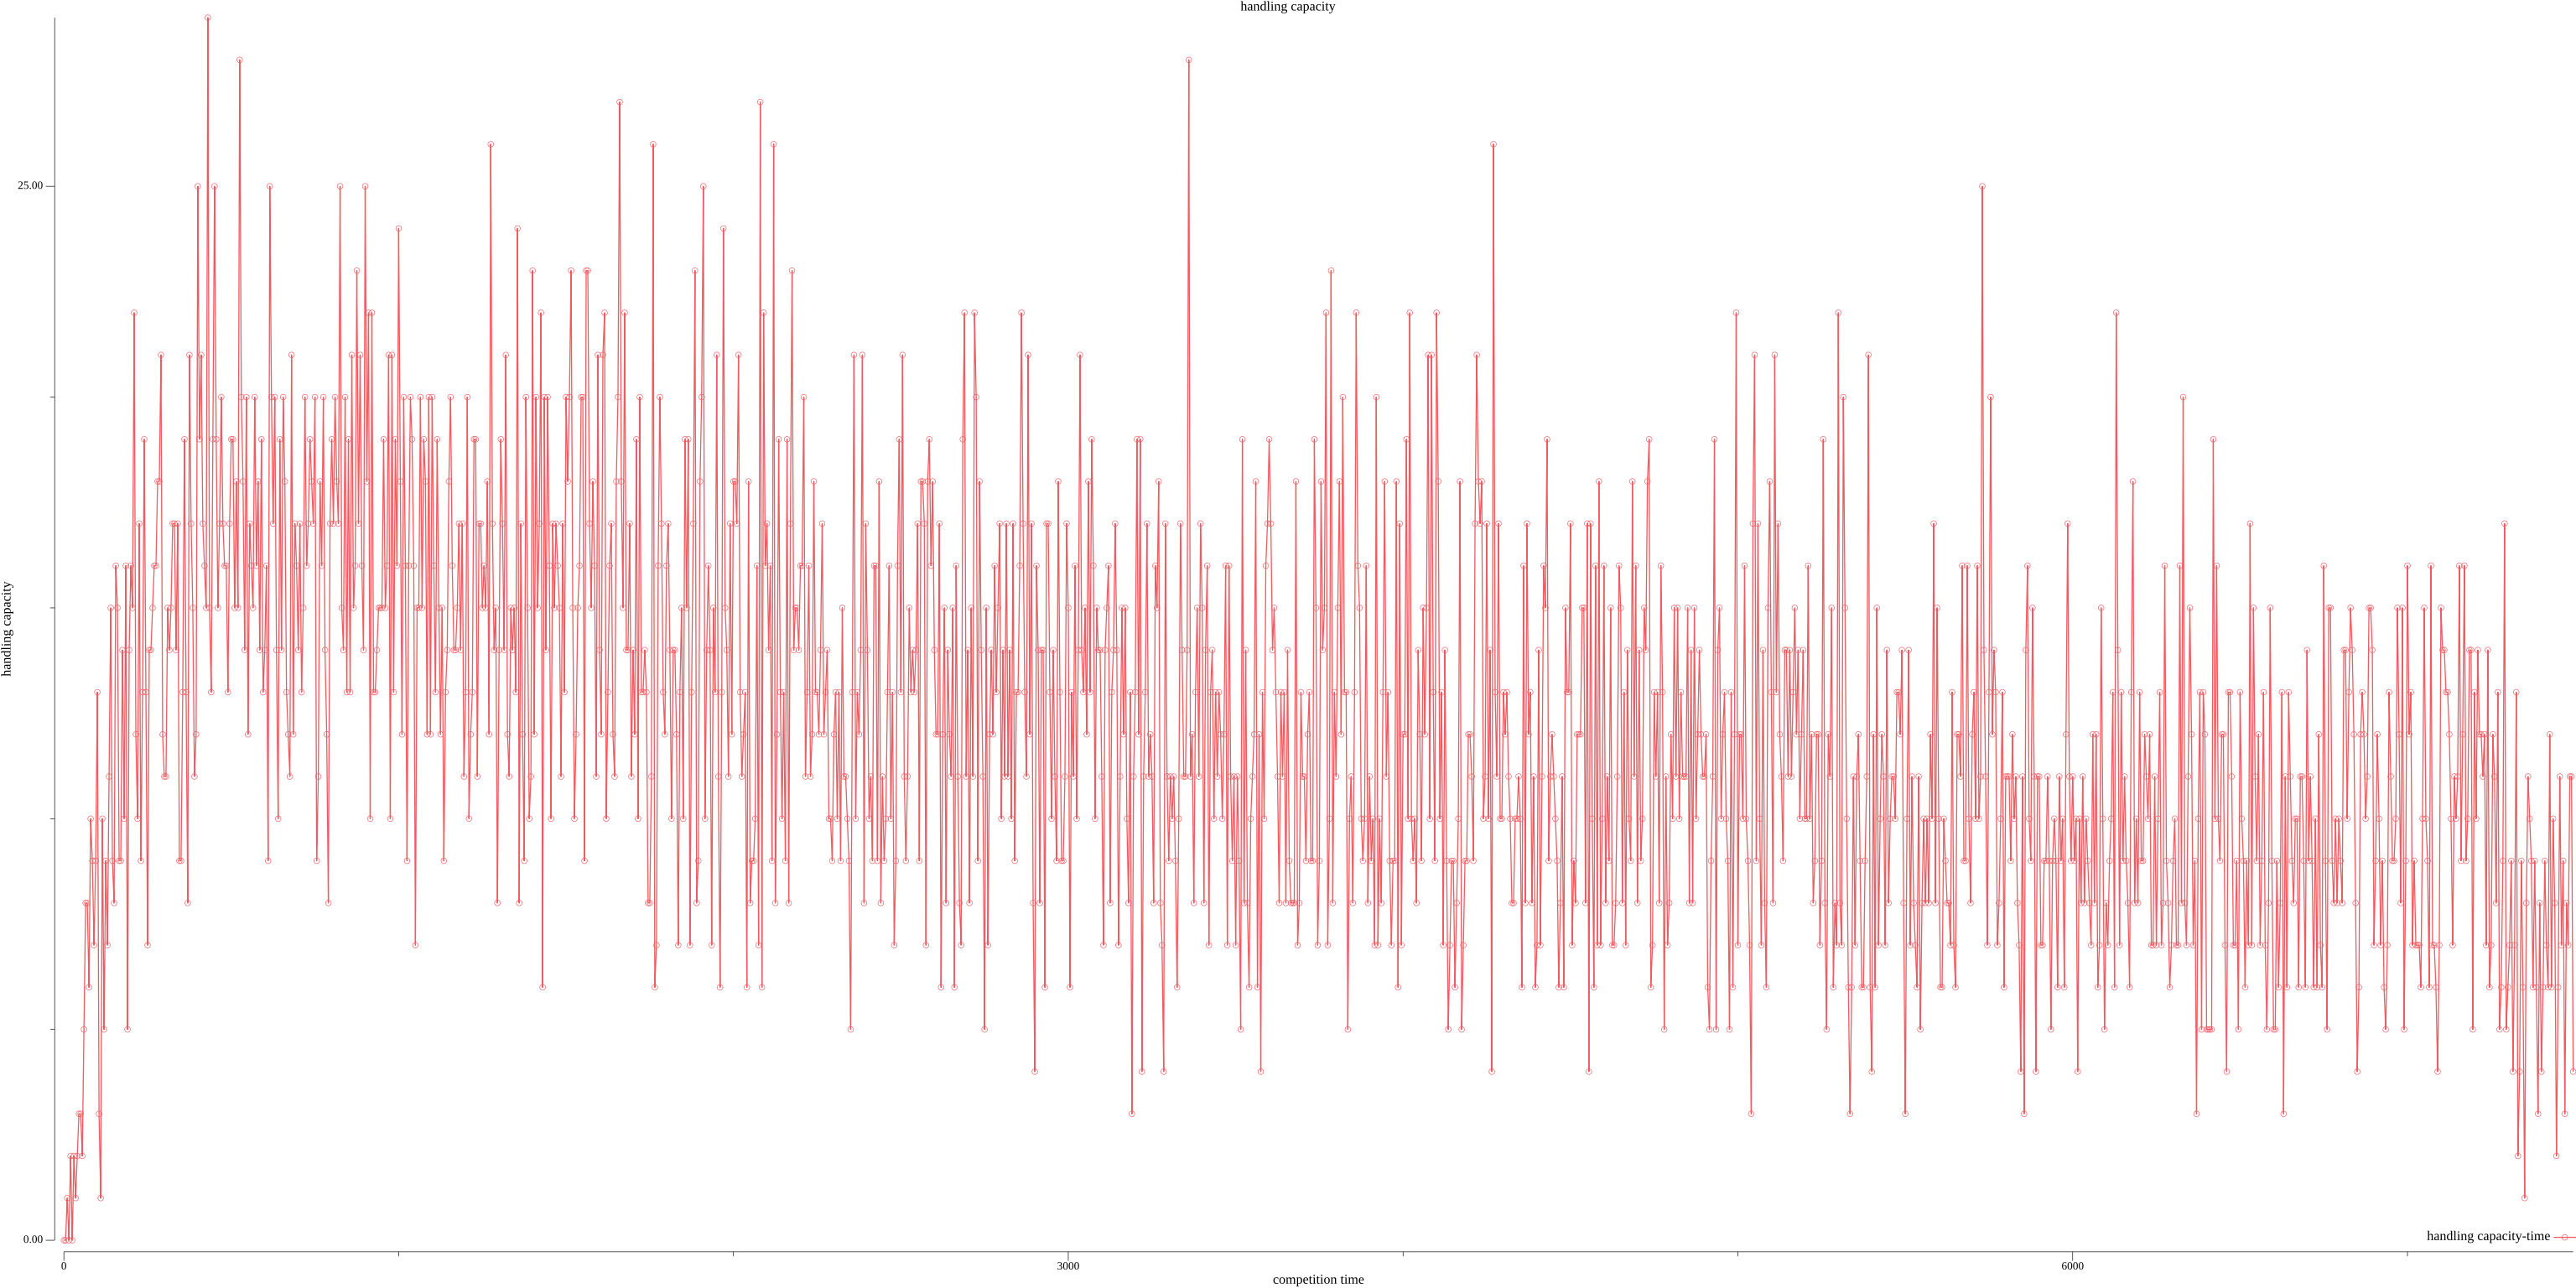 handling capacity
25.00
handling capacity
0.00
handling capacity-time
0
3000
6000
competition time